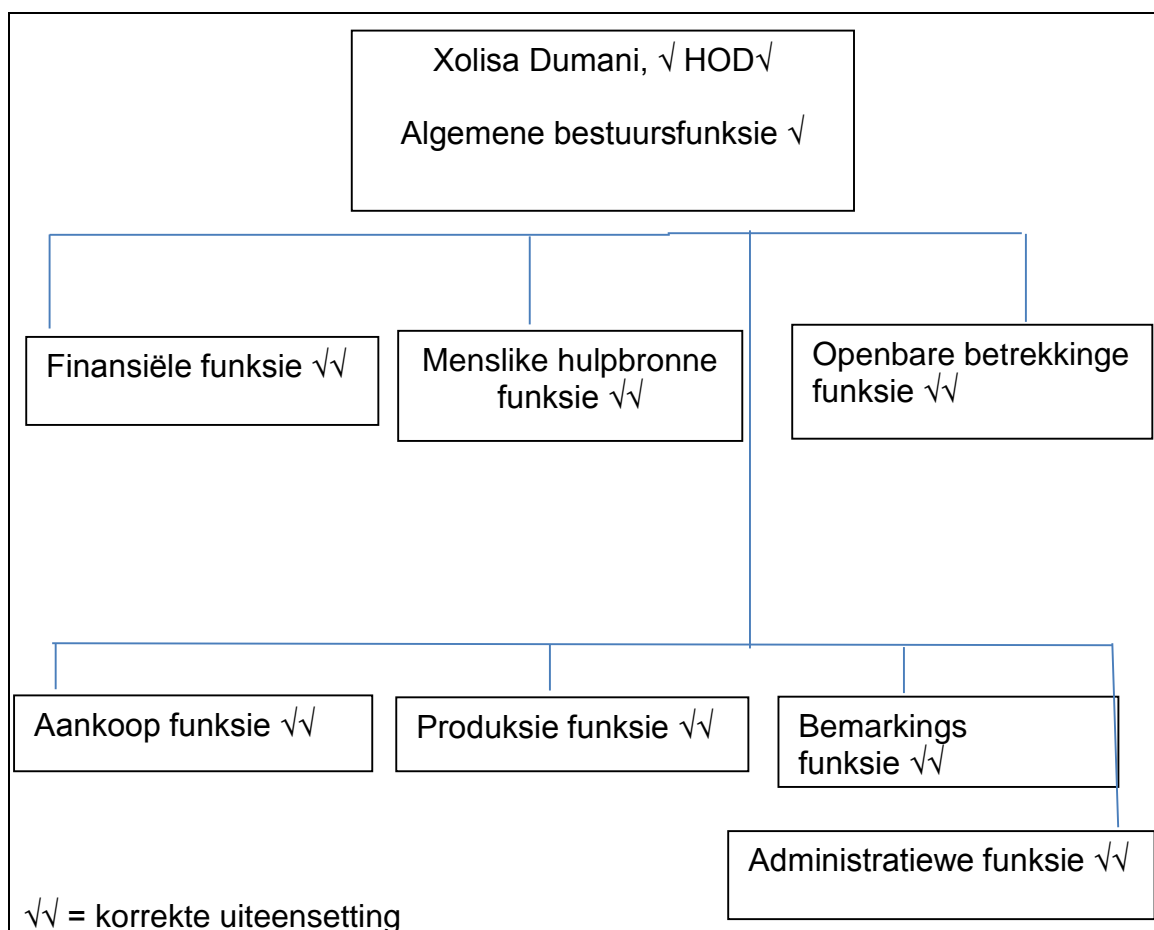 Xolisa Dumani, √ HOD√
Algemene bestuursfunksie √
Finansiële funksie √√
Menslike hulpbronne
funksie √√
Openbare betrekkinge
funksie √√
Aankoop funksie √√
Produksie funksie √√
Bemarkings
funksie √√
Administratiewe funksie √√
√√ = korrekte uiteensetting